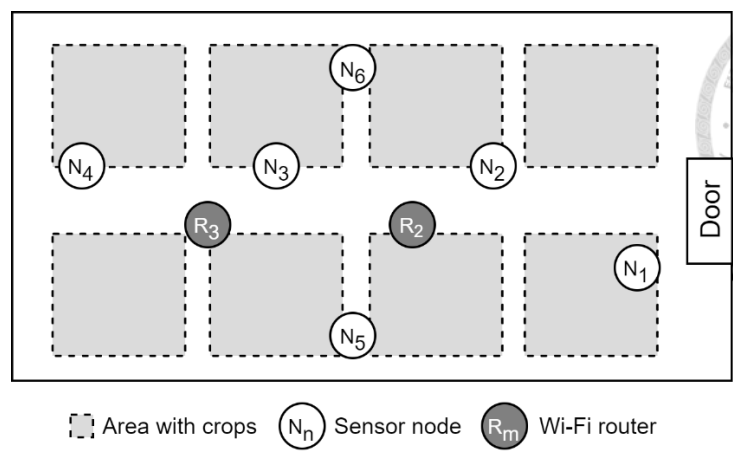 N6
N4
N3
N2
R3
R2
Door
N1
N5
Area with crops
Nn
Sensor node
Rm
Wi-Fi router